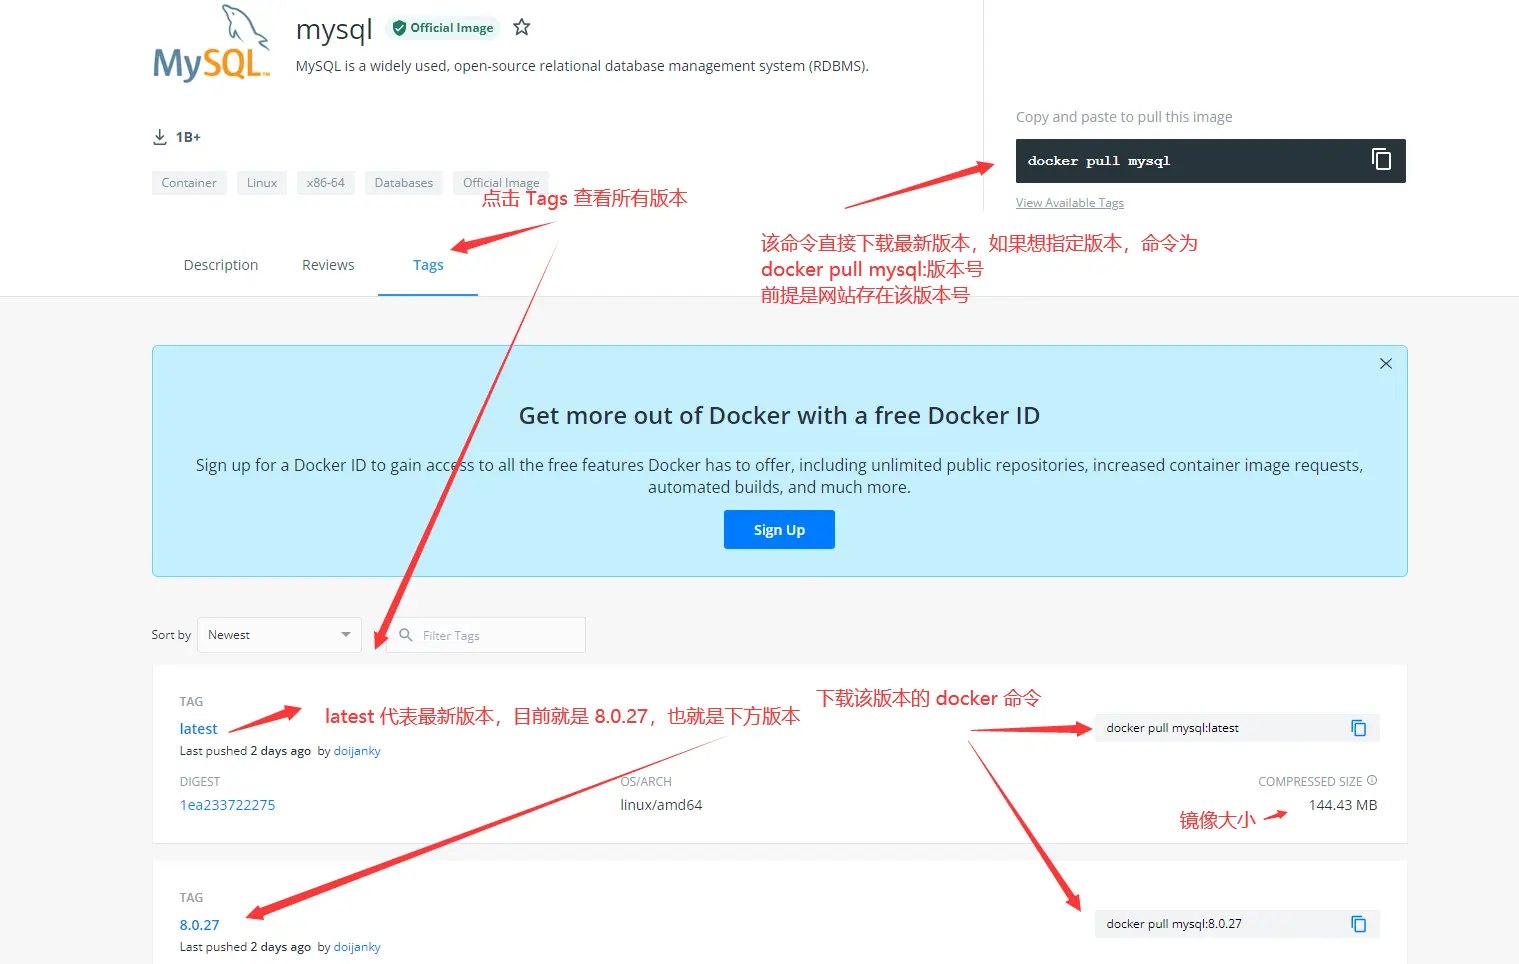 MySQL™
mysql
Official Image
MySQL is a widely used, open-source relational database management system (RDBMS).
1B+
Copy and paste to pull this image
docker pull mysql
View Available Tags
Container
Linux
x86-64
Databases
Official Image
点击 Tags 查看所有版本
该命令直接下载最新版本，如果想指定版本，命令为
docker pull mysql:版本号
前提是网站存在该版本号
Description
Reviews
Tags
Get more out of Docker with a free Docker ID
Sign up for a Docker ID to gain access to all the free features Docker has to offer, including unlimited public repositories, increased container image requests,
automated builds, and much more.
Sign Up
Sort by
Newest
Filter Tags
TAG
latest
latest 代表最新版本，目前就是 8.0.27，也就是下方版本
下载该版本的 docker 命令
docker pull mysql:latest
Last pushed 2 days ago by doijanky
DIGEST
OS/ARCH
COMPRESSED SIZE
1ea233722275
linux/amd64
144.43 MB
镜像大小
TAG
8.0.27
docker pull mysql:8.0.27
Last pushed 2 days ago by doijanky